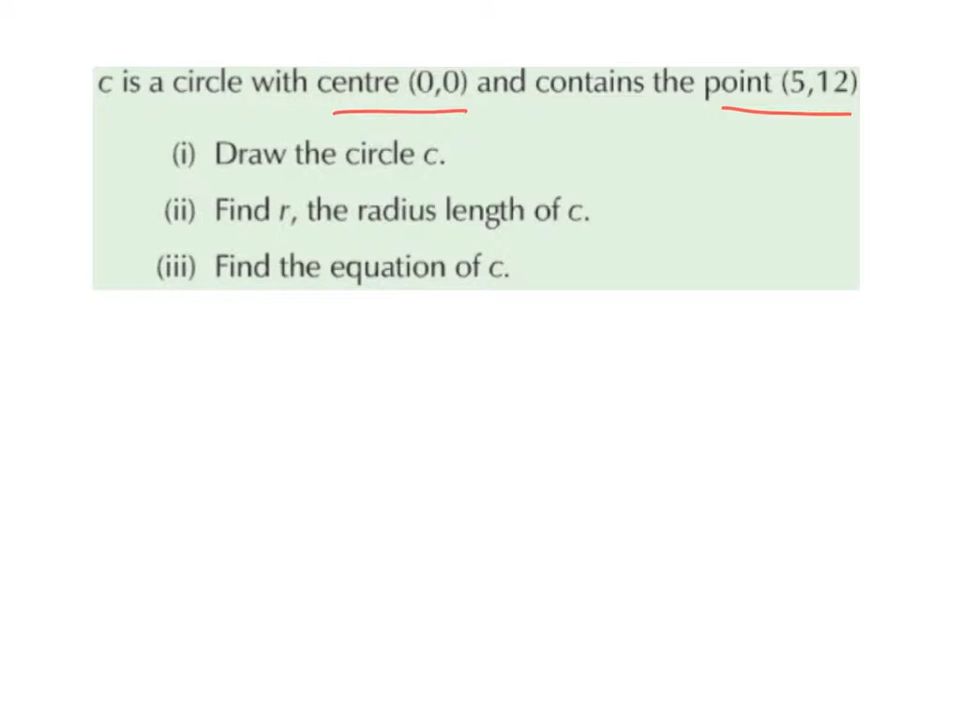 c is a circle with centre (0,0) and contains the point (5,12)
(i) Draw the circle c.
(ii) Find r, the radius length of c.
(iii) Find the equation of c.